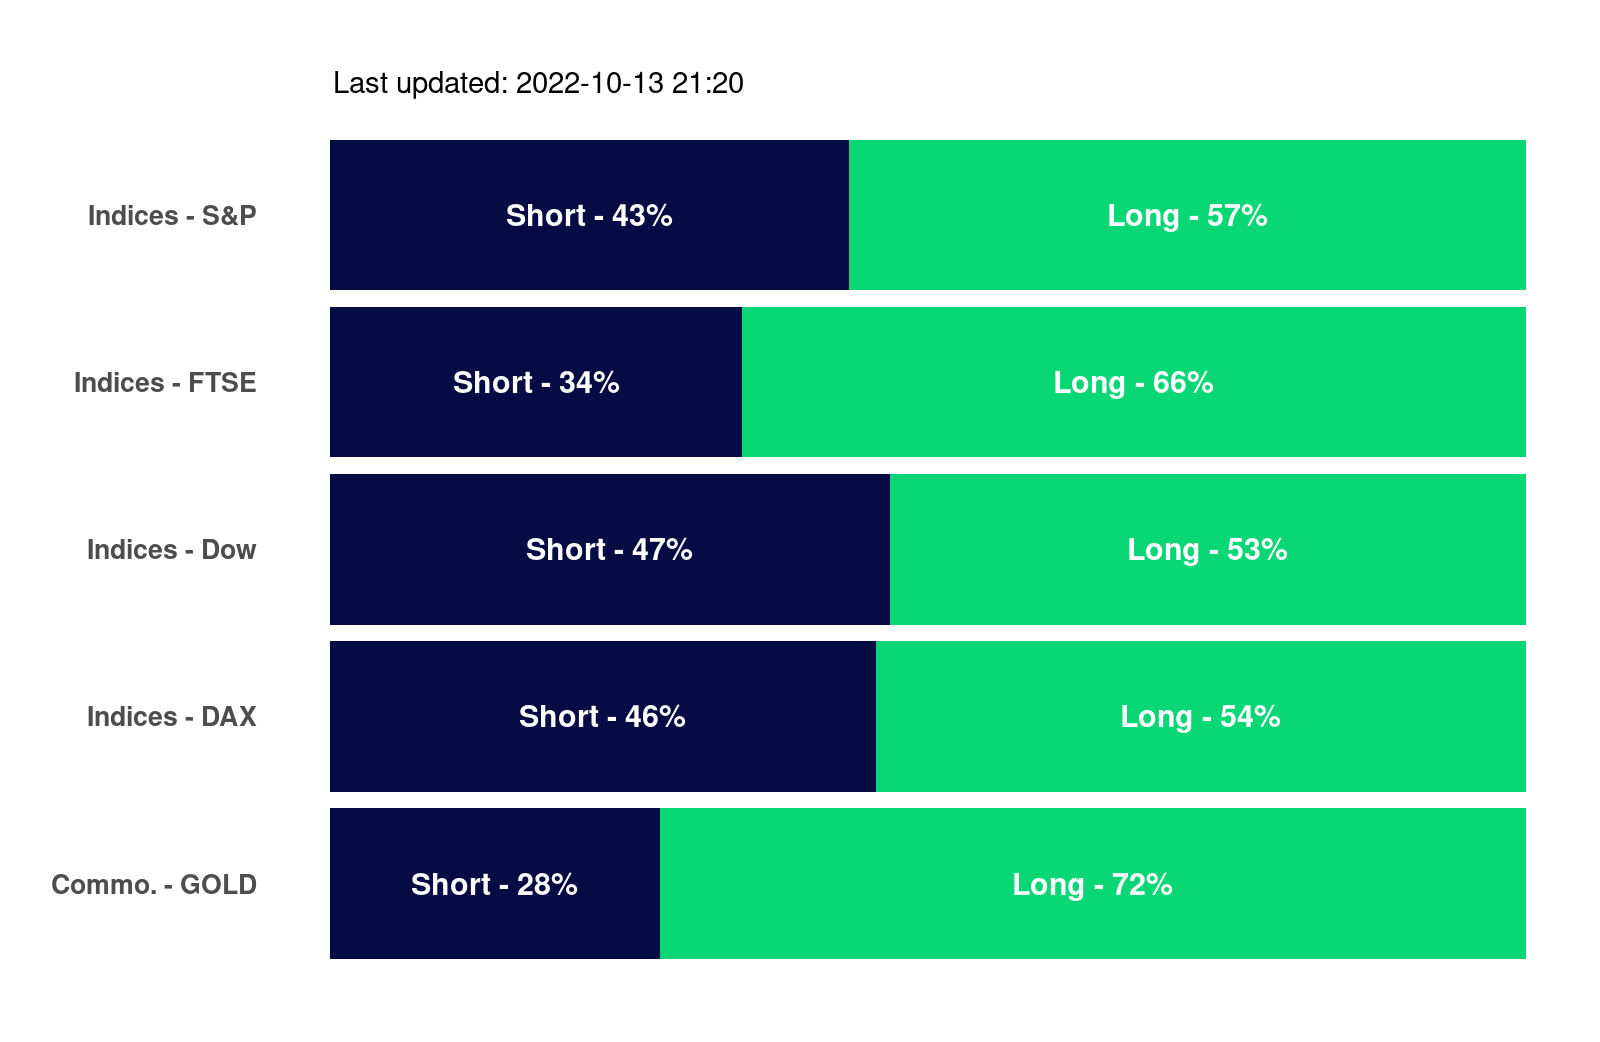 Last updated: 2022-10-13 21:20
Indices - S&P Short - 43% Long - 57%
Indices - FTSE Short - 34% Long - 66%
Indices - Dow Short - 47% Long - 53%
Indices - DAX Short - 46% Long - 54%
Commo. - GOLD Short - 28% Long - 72%